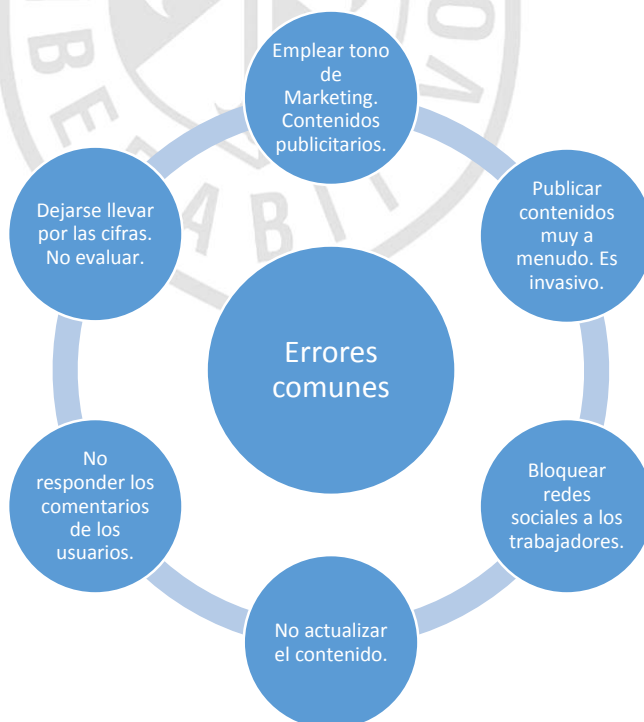 Emplear tono
de
Marketing.
Contenidos
publicitarios.
Publicar
contenidos
muy a
menudo. Es
invasivo.
Bloquear
redes
sociales a los
trabajadores.
No actualizar
el contenido.
No
responder los
comentarios
de los
usuarios.
Dejarse llevar
por las cifras.
No evaluar.
Errores
comunes